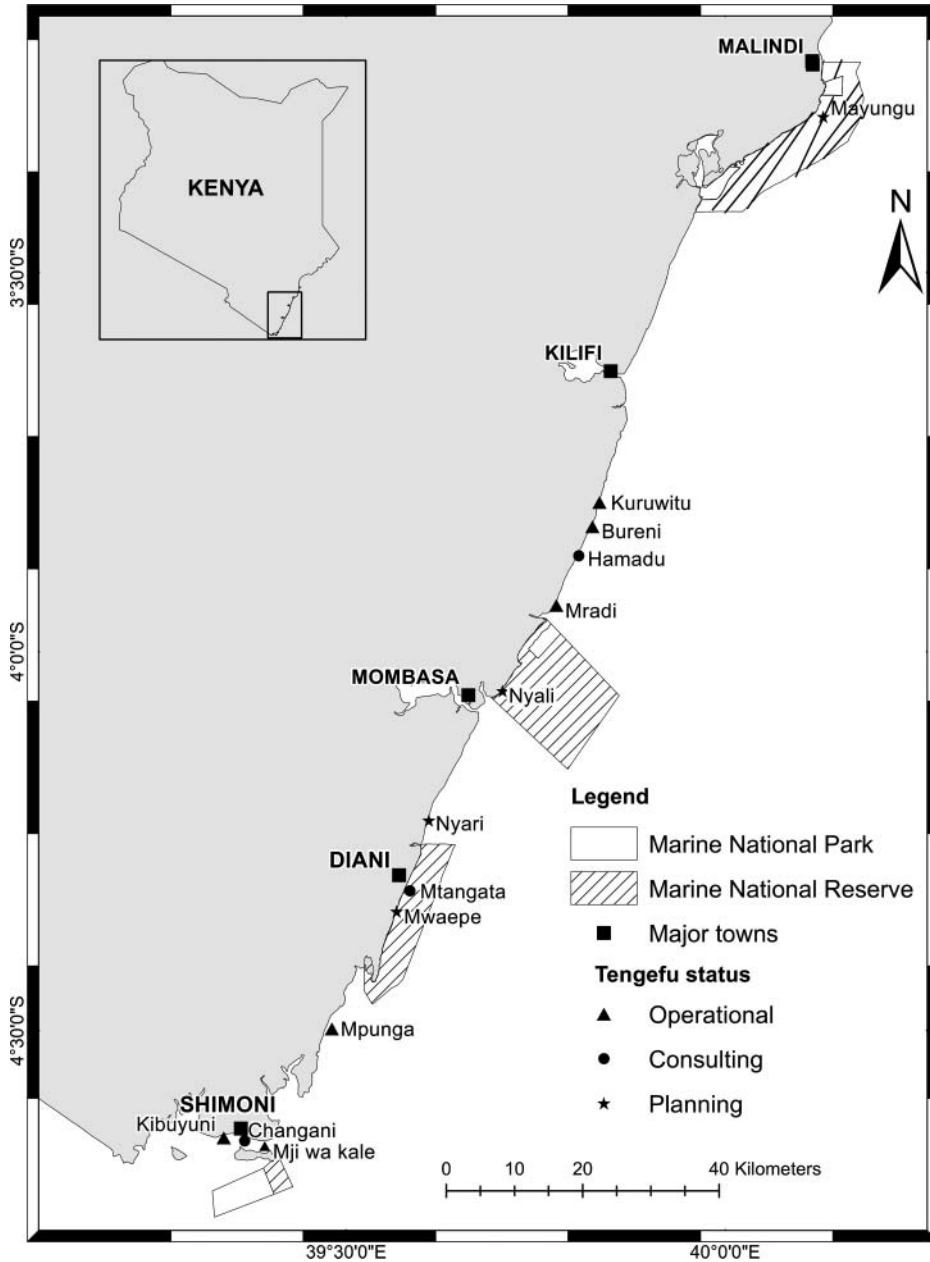 MALINDI
Mayungu
KENYA
N
3°30'0"S
KILIFI
Kuruwitu
Bureni
Hamadu
Mradi
4°0'0"S
MOMBASA
Nyali
Legend
Marine National Park
Marine National Reserve
Major towns
Tengefu status
Operational
Consulting
Planning
Nyari
DIANI
Mtangata
Mwaepe
4°30'0"S
Mpunga
SHIMONI
Kibuyuni
Changani
Mji wa kale
0 10 20 40 Kilometers
39°30'0"E
40°0'0"E